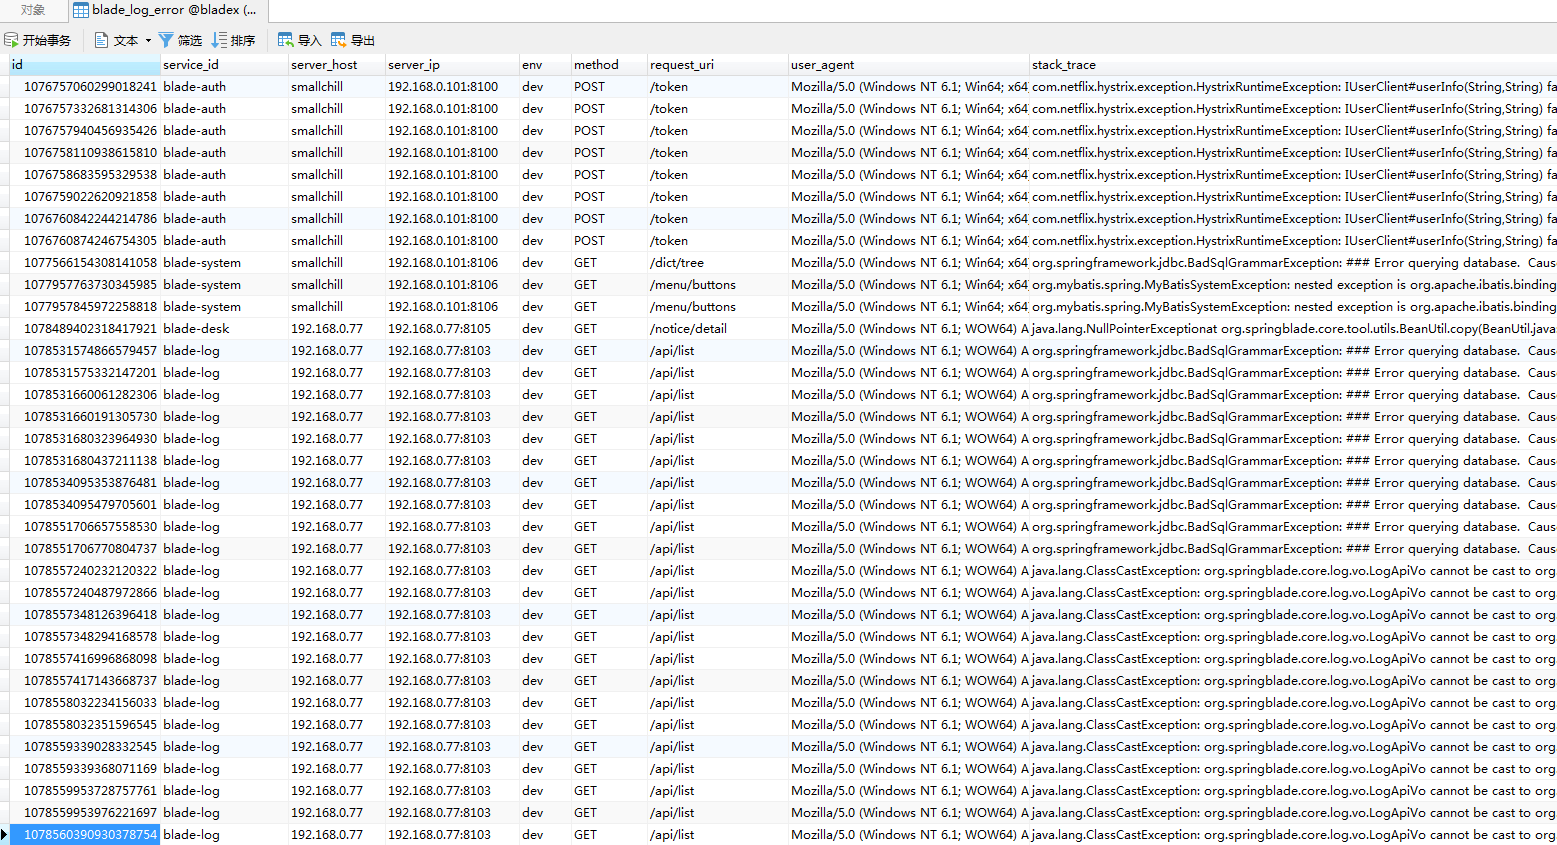 对象 blade_log_error @bladex (...
开始事务 文本 筛选 排序 导入 导出
id service_id server_host server_ip env method request_uri user_agent stack_trace
1076757060299018241 blade-auth smallchill 192.168.0.101:8100 dev POST /token Mozilla/5.0 (Windows NT 6.1; Win64; x64 com.netflix.hystrix.exception.HystrixRuntimeException: IUserClient#userInfo(String,String) fa
1076757332681314306 blade-auth smallchill 192.168.0.101:8100 dev POST /token Mozilla/5.0 (Windows NT 6.1; Win64; x64 com.netflix.hystrix.exception.HystrixRuntimeException: IUserClient#userInfo(String,String) fa
1076757940456935426 blade-auth smallchill 192.168.0.101:8100 dev POST /token Mozilla/5.0 (Windows NT 6.1; Win64; x64 com.netflix.hystrix.exception.HystrixRuntimeException: IUserClient#userInfo(String,String) fa
1076758110938615810 blade-auth smallchill 192.168.0.101:8100 dev POST /token Mozilla/5.0 (Windows NT 6.1; Win64; x64 com.netflix.hystrix.exception.HystrixRuntimeException: IUserClient#userInfo(String,String) fa
1076758683595329538 blade-auth smallchill 192.168.0.101:8100 dev POST /token Mozilla/5.0 (Windows NT 6.1; Win64; x64 com.netflix.hystrix.exception.HystrixRuntimeException: IUserClient#userInfo(String,String) fa
1076759022620921858 blade-auth smallchill 192.168.0.101:8100 dev POST /token Mozilla/5.0 (Windows NT 6.1; Win64; x64 com.netflix.hystrix.exception.HystrixRuntimeException: IUserClient#userInfo(String,String) fa
1076760842244214786 blade-auth smallchill 192.168.0.101:8100 dev POST /token Mozilla/5.0 (Windows NT 6.1; Win64; x64 com.netflix.hystrix.exception.HystrixRuntimeException: IUserClient#userInfo(String,String) fa
1076760874246754305 blade-auth smallchill 192.168.0.101:8100 dev POST /token Mozilla/5.0 (Windows NT 6.1; Win64; x64 com.netflix.hystrix.exception.HystrixRuntimeException: IUserClient#userInfo(String,String) fa
1077566154308141058 blade-system smallchill 192.168.0.101:8106 dev GET /dict/tree Mozilla/5.0 (Windows NT 6.1; Win64; x64 org.springframework.jdbc.BadSqlGrammarException: ### Error querying database. Caus
1077957763730345985 blade-system smallchill 192.168.0.101:8106 dev GET /menu/buttons Mozilla/5.0 (Windows NT 6.1; Win64; x64 org.mybatis.spring.MyBatisSystemException: nested exception is org.apache.ibatis.binding
1077957845972258818 blade-system smallchill 192.168.0.101:8106 dev GET /menu/buttons Mozilla/5.0 (Windows NT 6.1; Win64; x64 org.mybatis.spring.MyBatisSystemException: nested exception is org.apache.ibatis.binding
1078489402318417921 blade-desk 192.168.0.77 192.168.0.77:8105 dev GET /notice/detail Mozilla/5.0 (Windows NT 6.1; WOW64) A java.lang.NullPointerExceptionat org.springblade.core.tool.utils.BeanUtil.copy(BeanUtil.java
1078531574866579457 blade-log 192.168.0.77 192.168.0.77:8103 dev GET /api/list Mozilla/5.0 (Windows NT 6.1; WOW64) A org.springframework.jdbc.BadSqlGrammarException: ### Error querying database. Caus
1078531575332147201 blade-log 192.168.0.77 192.168.0.77:8103 dev GET /api/list Mozilla/5.0 (Windows NT 6.1; WOW64) A org.springframework.jdbc.BadSqlGrammarException: ### Error querying database. Caus
1078531660061282306 blade-log 192.168.0.77 192.168.0.77:8103 dev GET /api/list Mozilla/5.0 (Windows NT 6.1; WOW64) A org.springframework.jdbc.BadSqlGrammarException: ### Error querying database. Caus
1078531660191305730 blade-log 192.168.0.77 192.168.0.77:8103 dev GET /api/list Mozilla/5.0 (Windows NT 6.1; WOW64) A org.springframework.jdbc.BadSqlGrammarException: ### Error querying database. Caus
1078531680323964930 blade-log 192.168.0.77 192.168.0.77:8103 dev GET /api/list Mozilla/5.0 (Windows NT 6.1; WOW64) A org.springframework.jdbc.BadSqlGrammarException: ### Error querying database. Caus
1078531680437211138 blade-log 192.168.0.77 192.168.0.77:8103 dev GET /api/list Mozilla/5.0 (Windows NT 6.1; WOW64) A org.springframework.jdbc.BadSqlGrammarException: ### Error querying database. Caus
1078534095353876481 blade-log 192.168.0.77 192.168.0.77:8103 dev GET /api/list Mozilla/5.0 (Windows NT 6.1; WOW64) A org.springframework.jdbc.BadSqlGrammarException: ### Error querying database. Caus
1078534095479705601 blade-log 192.168.0.77 192.168.0.77:8103 dev GET /api/list Mozilla/5.0 (Windows NT 6.1; WOW64) A org.springframework.jdbc.BadSqlGrammarException: ### Error querying database. Caus
1078551706657558530 blade-log 192.168.0.77 192.168.0.77:8103 dev GET /api/list Mozilla/5.0 (Windows NT 6.1; WOW64) A org.springframework.jdbc.BadSqlGrammarException: ### Error querying database. Caus
1078551706770804737 blade-log 192.168.0.77 192.168.0.77:8103 dev GET /api/list Mozilla/5.0 (Windows NT 6.1; WOW64) A org.springframework.jdbc.BadSqlGrammarException: ### Error querying database. Caus
1078557240232120322 blade-log 192.168.0.77 192.168.0.77:8103 dev GET /api/list Mozilla/5.0 (Windows NT 6.1; WOW64) A java.lang.ClassCastException: org.springblade.core.log.vo.LogApiVo cannot be cast to org.
1078557240487972866 blade-log 192.168.0.77 192.168.0.77:8103 dev GET /api/list Mozilla/5.0 (Windows NT 6.1; WOW64) A java.lang.ClassCastException: org.springblade.core.log.vo.LogApiVo cannot be cast to org.
1078557348126396418 blade-log 192.168.0.77 192.168.0.77:8103 dev GET /api/list Mozilla/5.0 (Windows NT 6.1; WOW64) A java.lang.ClassCastException: org.springblade.core.log.vo.LogApiVo cannot be cast to org.
1078557348294168578 blade-log 192.168.0.77 192.168.0.77:8103 dev GET /api/list Mozilla/5.0 (Windows NT 6.1; WOW64) A java.lang.ClassCastException: org.springblade.core.log.vo.LogApiVo cannot be cast to org.
1078557416996868098 blade-log 192.168.0.77 192.168.0.77:8103 dev GET /api/list Mozilla/5.0 (Windows NT 6.1; WOW64) A java.lang.ClassCastException: org.springblade.core.log.vo.LogApiVo cannot be cast to org.
1078557417143668737 blade-log 192.168.0.77 192.168.0.77:8103 dev GET /api/list Mozilla/5.0 (Windows NT 6.1; WOW64) A java.lang.ClassCastException: org.springblade.core.log.vo.LogApiVo cannot be cast to org.
1078558032234156033 blade-log 192.168.0.77 192.168.0.77:8103 dev GET /api/list Mozilla/5.0 (Windows NT 6.1; WOW64) A java.lang.ClassCastException: org.springblade.core.log.vo.LogApiVo cannot be cast to org.
1078558032351596545 blade-log 192.168.0.77 192.168.0.77:8103 dev GET /api/list Mozilla/5.0 (Windows NT 6.1; WOW64) A java.lang.ClassCastException: org.springblade.core.log.vo.LogApiVo cannot be cast to org.
1078559339028332545 blade-log 192.168.0.77 192.168.0.77:8103 dev GET /api/list Mozilla/5.0 (Windows NT 6.1; WOW64) A java.lang.ClassCastException: org.springblade.core.log.vo.LogApiVo cannot be cast to org.
1078559339368071169 blade-log 192.168.0.77 192.168.0.77:8103 dev GET /api/list Mozilla/5.0 (Windows NT 6.1; WOW64) A java.lang.ClassCastException: org.springblade.core.log.vo.LogApiVo cannot be cast to org.
1078559953728757761 blade-log 192.168.0.77 192.168.0.77:8103 dev GET /api/list Mozilla/5.0 (Windows NT 6.1; WOW64) A java.lang.ClassCastException: org.springblade.core.log.vo.LogApiVo cannot be cast to org.
1078559953976221697 blade-log 192.168.0.77 192.168.0.77:8103 dev GET /api/list Mozilla/5.0 (Windows NT 6.1; WOW64) A java.lang.ClassCastException: org.springblade.core.log.vo.LogApiVo cannot be cast to org.
1078560390930378754 blade-log 192.168.0.77 192.168.0.77:8103 dev GET /api/list Mozilla/5.0 (Windows NT 6.1; WOW64) A java.lang.ClassCastException: org.springblade.core.log.vo.LogApiVo cannot be cast to org.